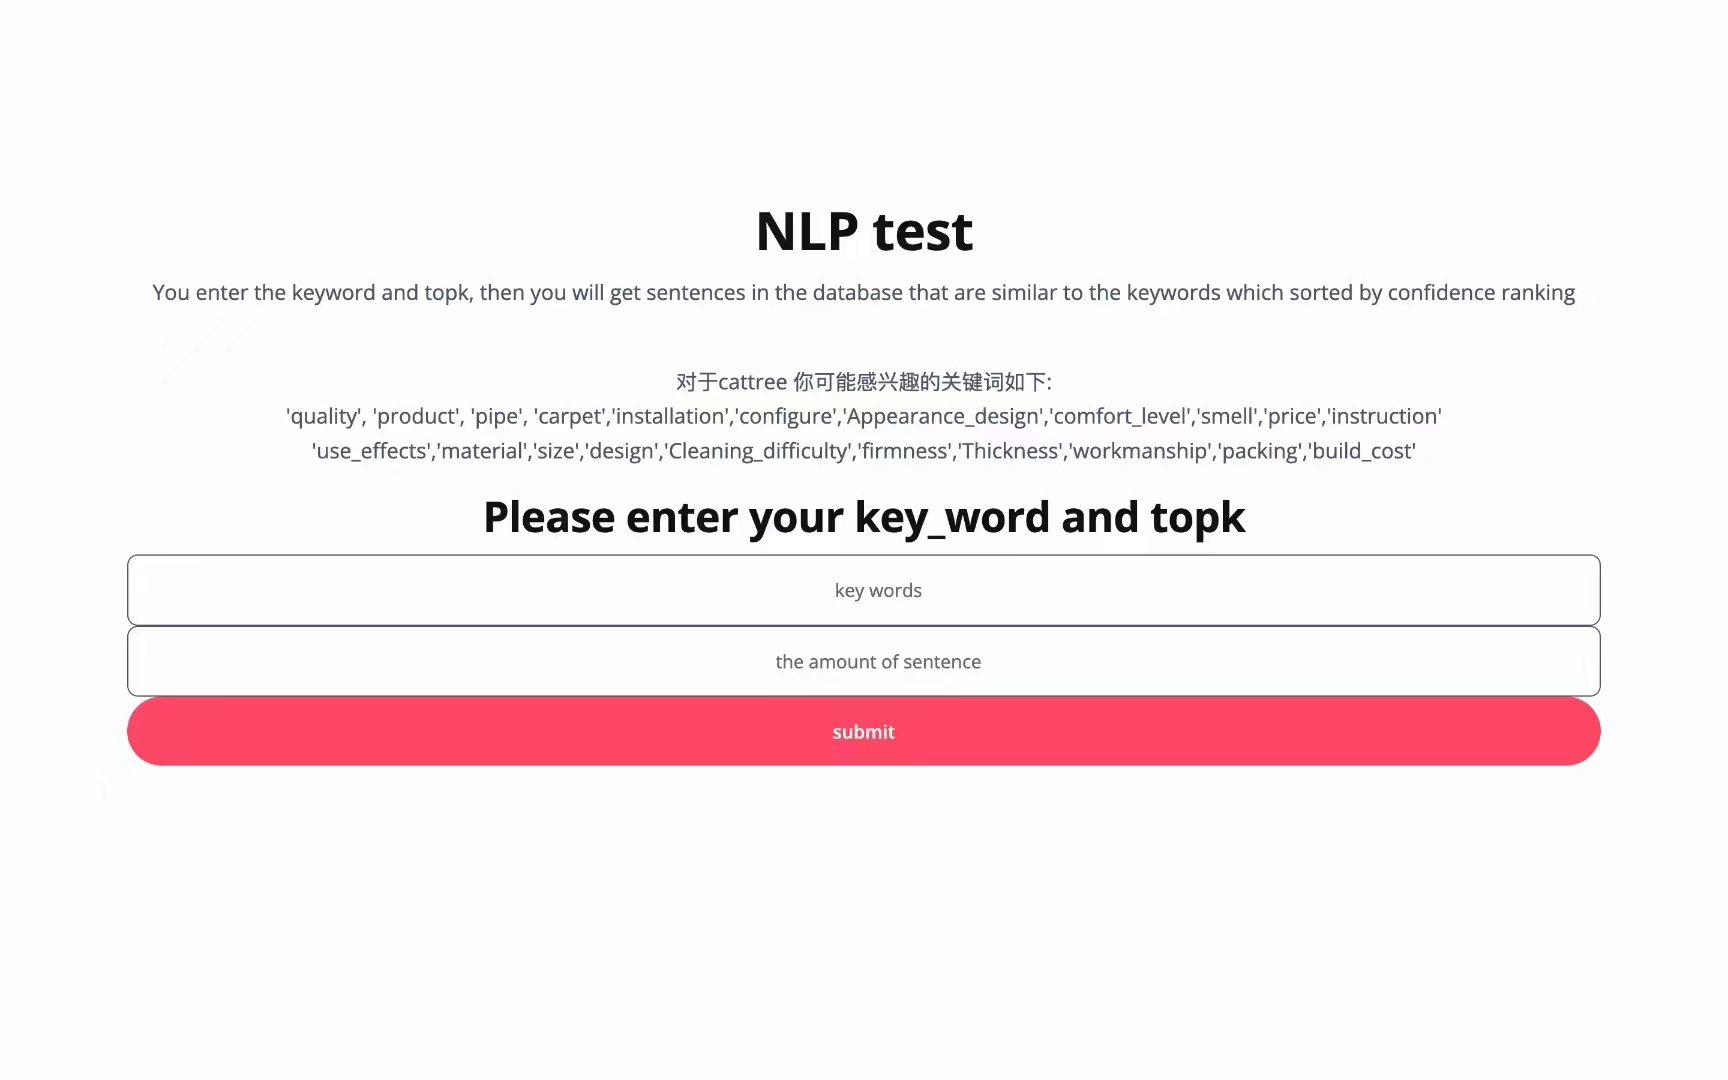 NLP test
You enter the keyword and topk, then you will get sentences in the database that are similar to the keywords which sorted by confidence ranking
对于cattree 你可能感兴趣的关键词如下:
'quality', 'product', 'pipe', 'carpet','installation','configure','Appearance_design','comfort_level','smell','price','instruction'
'use_effects','material','size','design','Cleaning_difficulty','firmness','Thickness','workmanship','packing','build_cost'
Please enter your key_word and topk
key words
the amount of sentence
submit